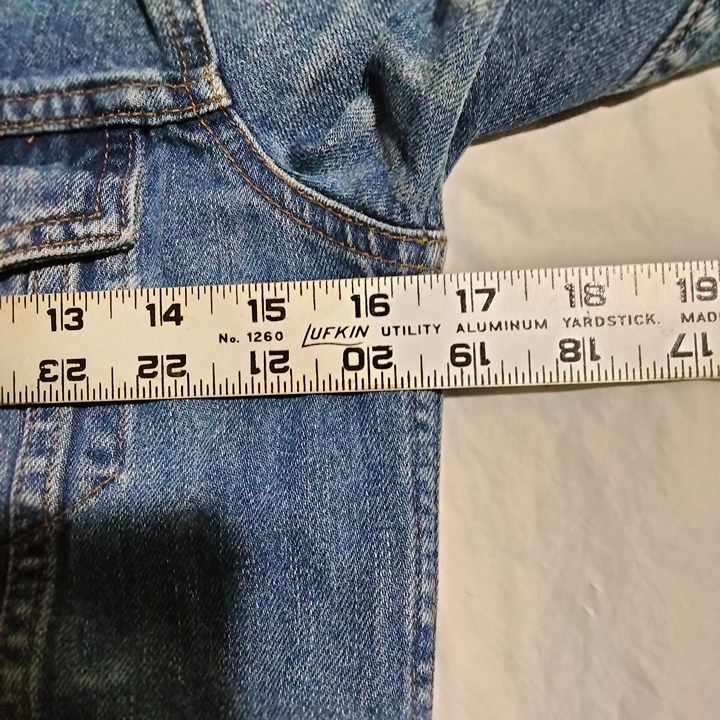 13 14 15 16 17 18 19
No. 1260 LUFKIN UTILITY ALUMINUM YARDSTICK. MAD
23 22 21 20 19 18 17